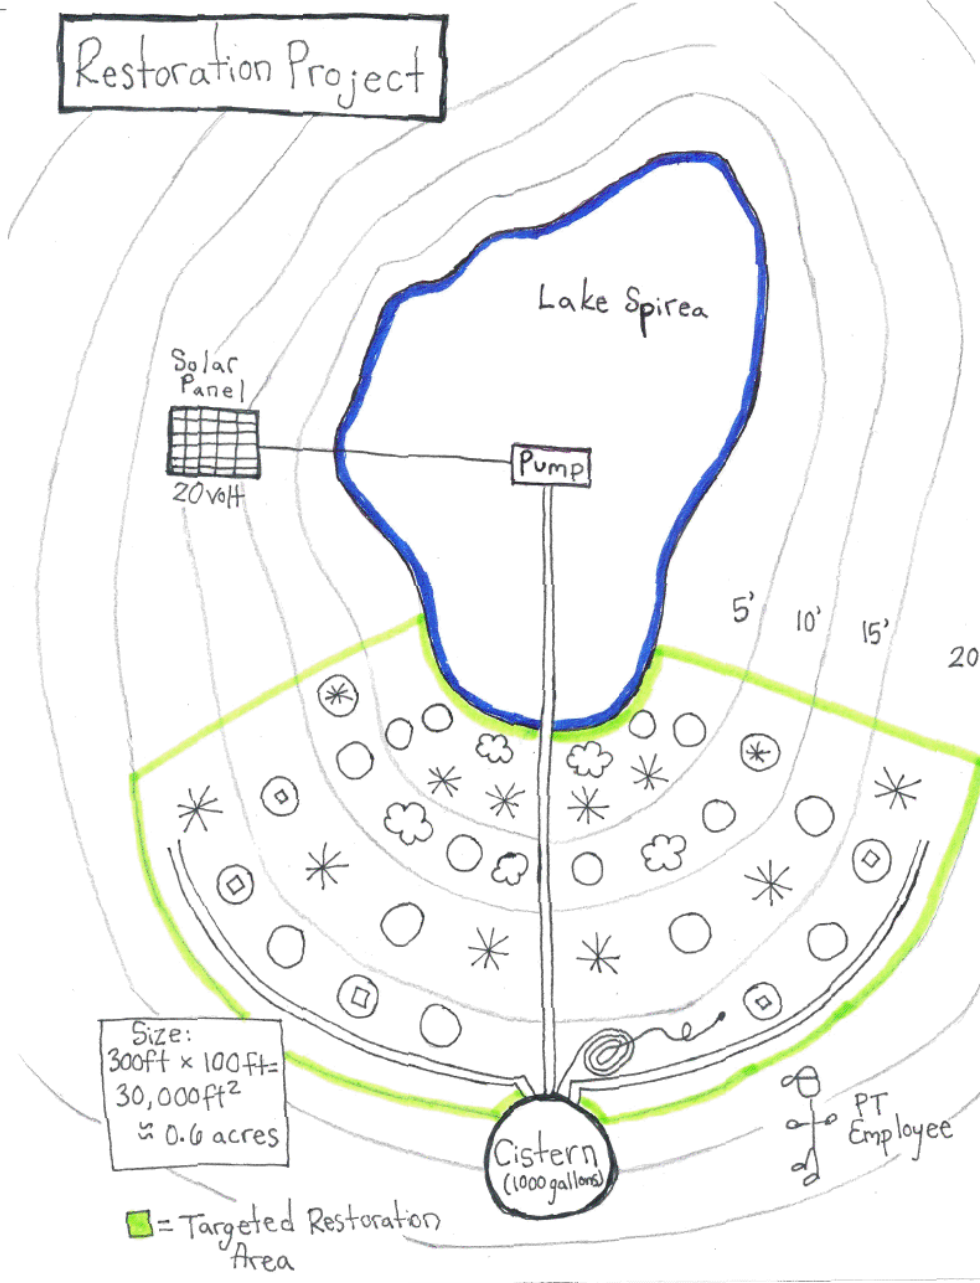 Restoration Project
Lake Spirea
Solar
Panel
20 volt
Pump
5'
10'
15'
20
Size:
300ft × 100ft=
30,000ft²
≈ 0.6 acres
Cistern
(1000 gallons)
PT
Employee
= Targeted Restoration
Area